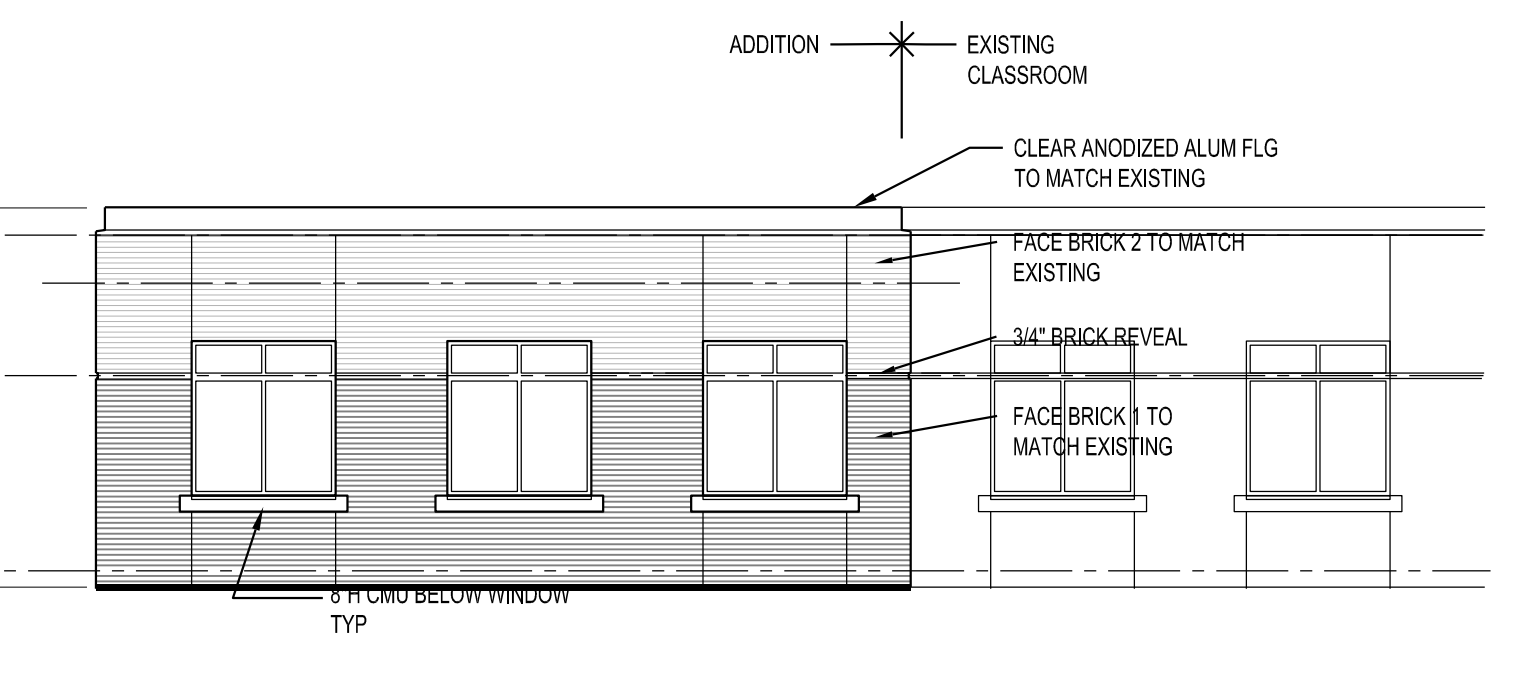 ADDITION
EXISTING
CLASSROOM
CLEAR ANODIZED ALUM FLG
TO MATCH EXISTING
FACE BRICK 2 TO MATCH
EXISTING
3/4" BRICK REVEAL
FACE BRICK 1 TO
MATCH EXISTING
8"H CMU BELOW WINDOW
TYP